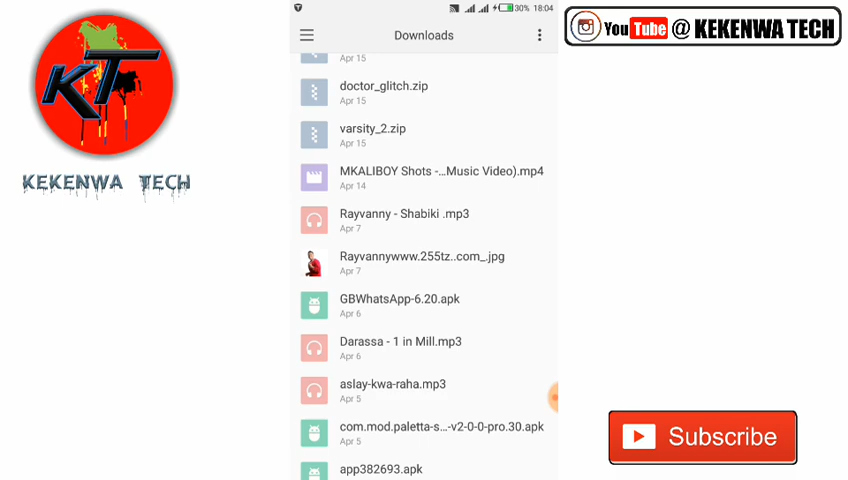 KT
KEKENWA TECH
30% 18:04
Downloads
Apr 15
doctor_glitch.zip
Apr 15
varsity_2.zip
Apr 15
MKALIBOY Shots -...Music Video).mp4
Apr 14
Rayvanny - Shabiki .mp3
Apr 7
Rayvannywww.255tz..com_.jpg
Apr 7
GBWhatsApp-6.20.apk
Apr 6
Darassa - 1 in Mill.mp3
Apr 6
aslay-kwa-raha.mp3
Apr 5
com.mod.paletta-s...-v2-0-0-pro.30.apk
Apr 5
app382693.apk
YouTube @ KEKENWA TECH
Subscribe